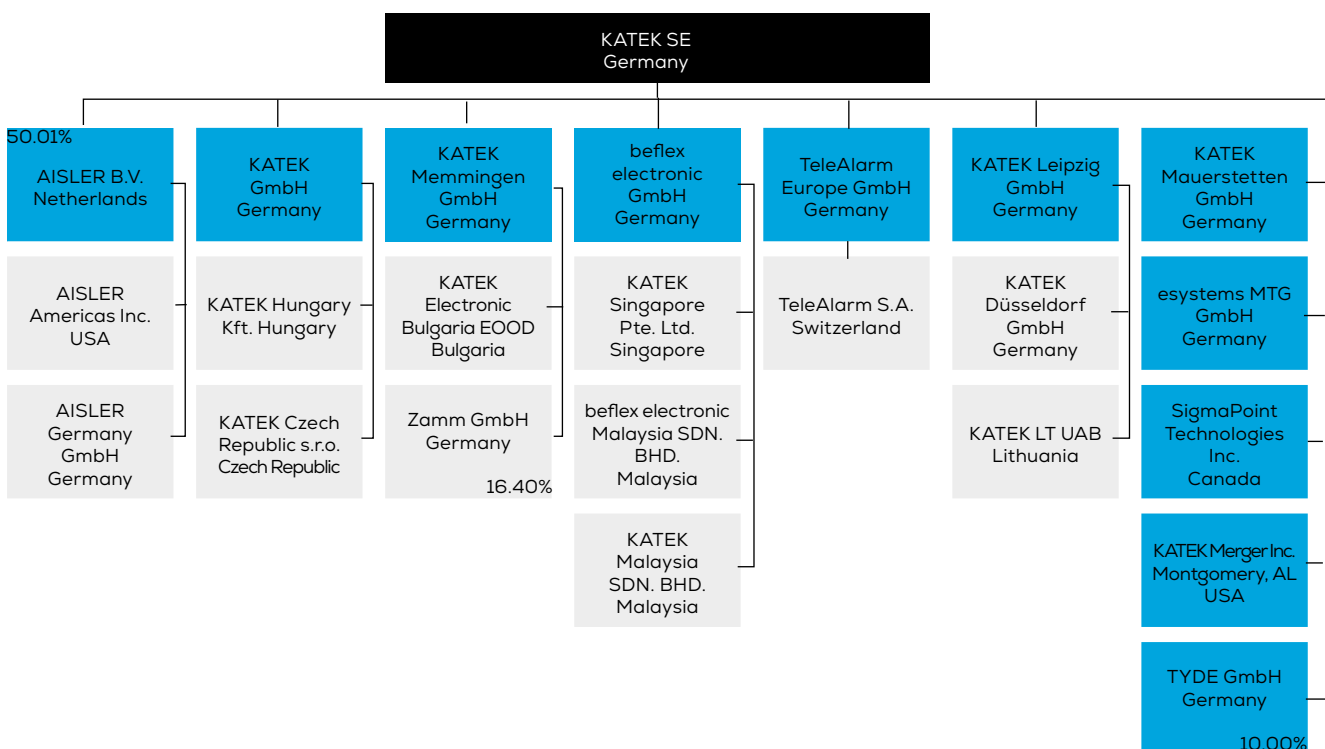 KATEK SE
Germany
50.01%
AISLER B.V.
Netherlands
KATEK
GmbH
Germany
KATEK
Memmingen
GmbH
Germany
beflex
electronic
GmbH
Germany
TeleAlarm
Europe GmbH
Germany
KATEK Leipzig
GmbH
Germany
KATEK
Mauerstetten
GmbH
Germany
AISLER
Americas Inc.
USA
KATEK Hungary
Kft. Hungary
KATEK
Electronic
Bulgaria EOOD
Bulgaria
KATEK
Singapore
Pte. Ltd.
Singapore
TeleAlarm S.A.
Switzerland
KATEK
Düsseldorf
GmbH
Germany
esystems MTG
GmbH
Germany
AISLER
Germany
GmbH
Germany
KATEK Czech
Republic s.r.o.
Czech Republic
Zamm GmbH
Germany
16.40%
beflex electronic
Malaysia SDN.
BHD.
Malaysia
KATEK LT UAB
Lithuania
SigmaPoint
Technologies
Inc.
Canada
KATEK
Malaysia
SDN. BHD.
Malaysia
KATEK Merger Inc.
Montgomery, AL
USA
TYDE GmbH
Germany
10.00%